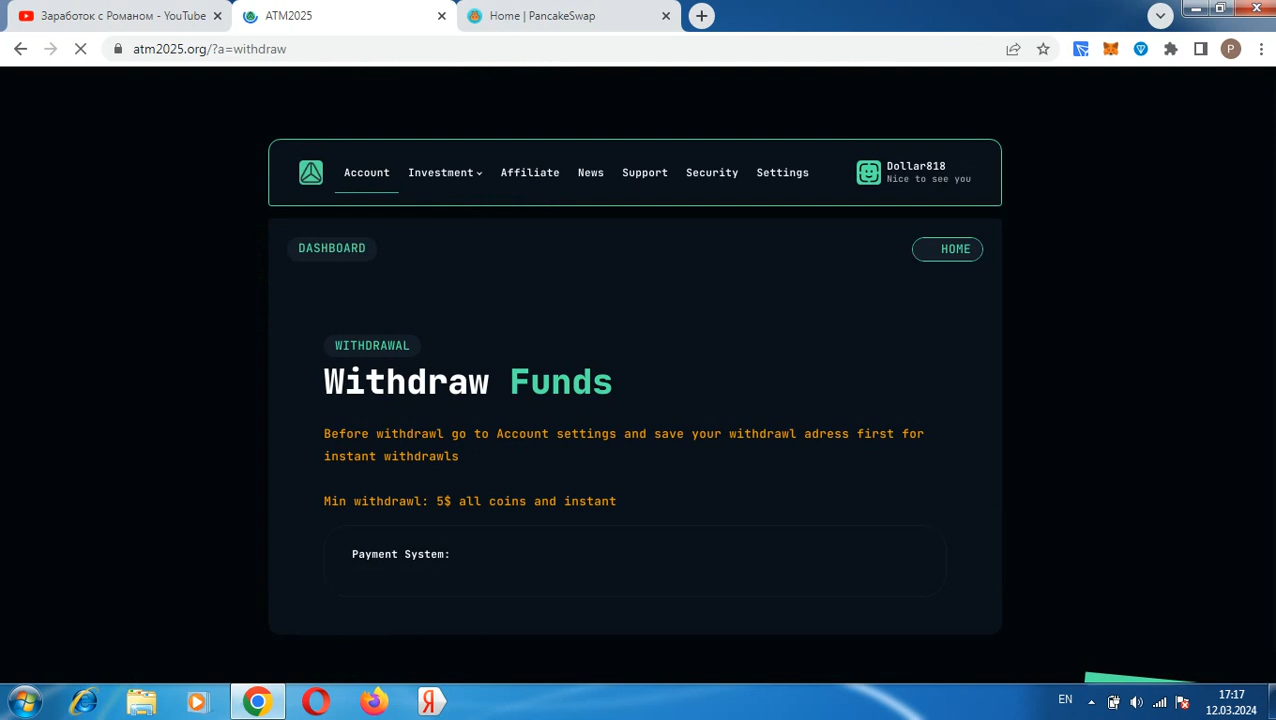 Заработок с Романом - YouTube
ATM2025
Home | PancakeSwap
atm2025.org/?a=withdraw
P
Account
Investment
Affiliate
News
Support
Security
Settings
Dollar818
Nice to see you
DASHBOARD
HOME
WITHDRAWAL
Withdraw Funds
Before withdrawl go to Account settings and save your withdrawl adress first for
instant withdrawls
Min withdrawl: 5$ all coins and instant
Payment System:
EN
17:17
12.03.2024